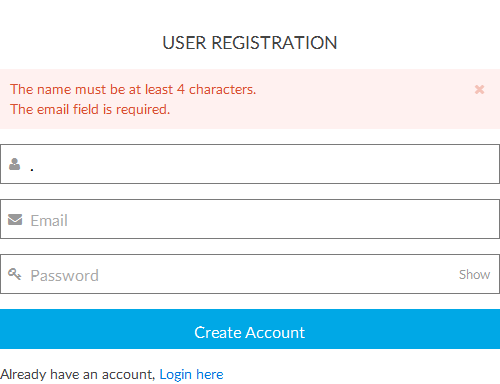 USER REGISTRATION
The name must be at least 4 characters.
The email field is required.
.
Email
Password Show
Create Account
Already have an account, Login here